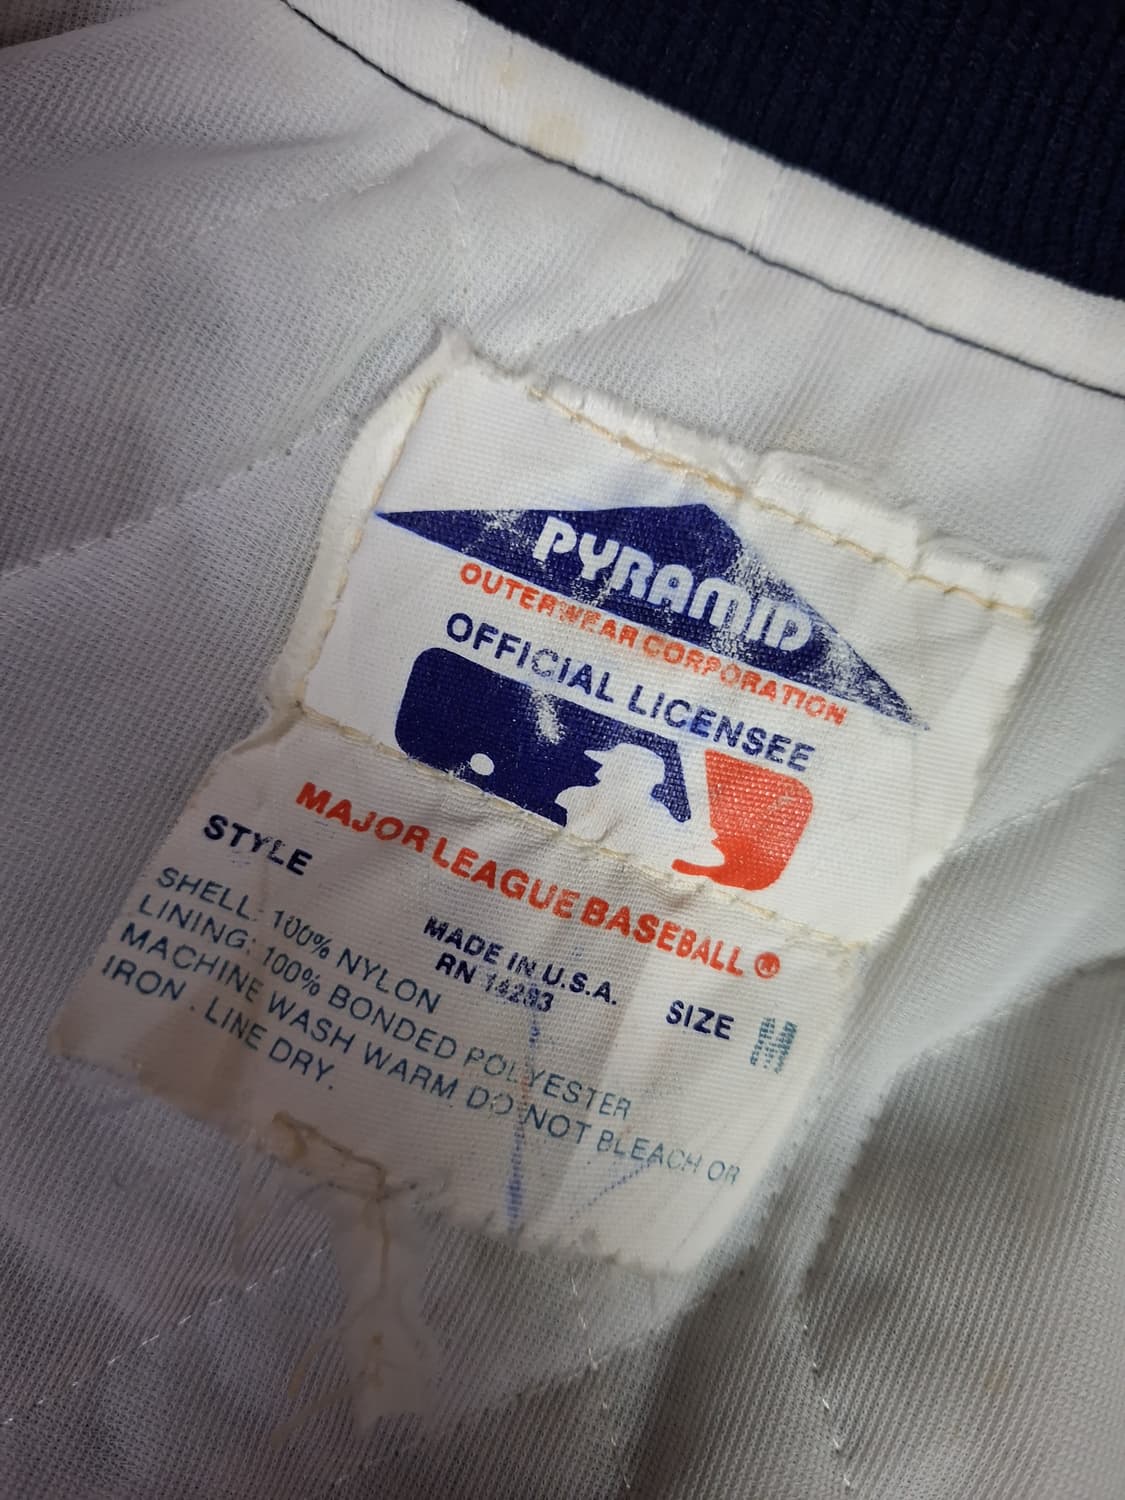 PYRAMID
OUTERWEAR CORPORATION
OFFICIAL LICENSEE
MAJOR LEAGUE BASEBALL ®
STYLE
MADE IN U.S.A.
RN
SIZE
SHELL: 100% NYLON
LINING: 100% BONDED POLYESTER
MACHINE WASH WARM DO NOT BLEACH OR
IRON . LINE DRY.